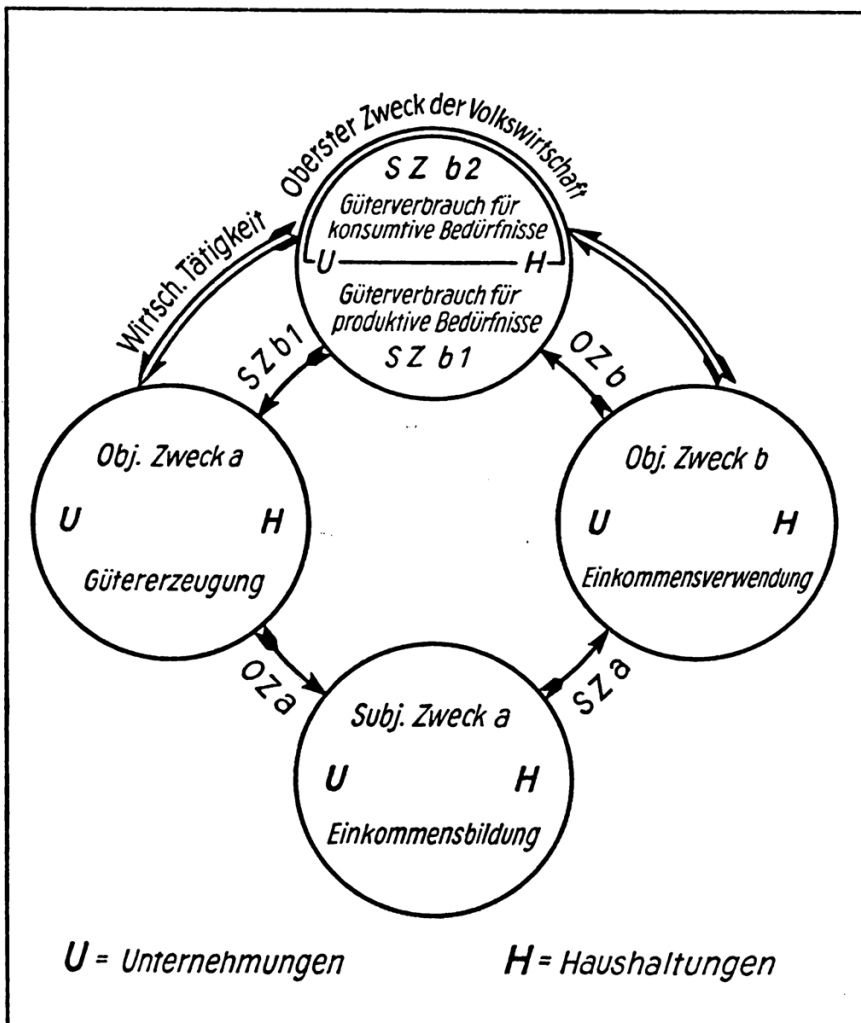 Oberster Zweck der Volkswirtschaft
Wirtsch. Tätigkeit
SZ b2
Güterverbrauch für
konsumtive Bedürfnisse
U H
Güterverbrauch für
produktive Bedürfnisse
SZ b1
SZ b1
OZ b
Obj. Zweck a
U H
Gütererzeugung
Obj. Zweck b
U H
Einkommensverwendung
OZ a
SZ a
Subj. Zweck a
U H
Einkommensbildung
U = Unternehmungen
H = Haushaltungen